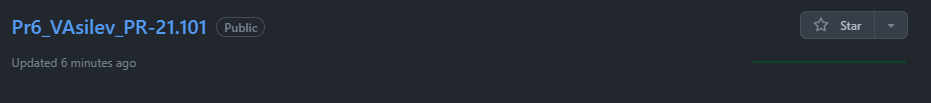 Pr6_VAsilev_PR-21.101 Public Star
Updated 6 minutes ago